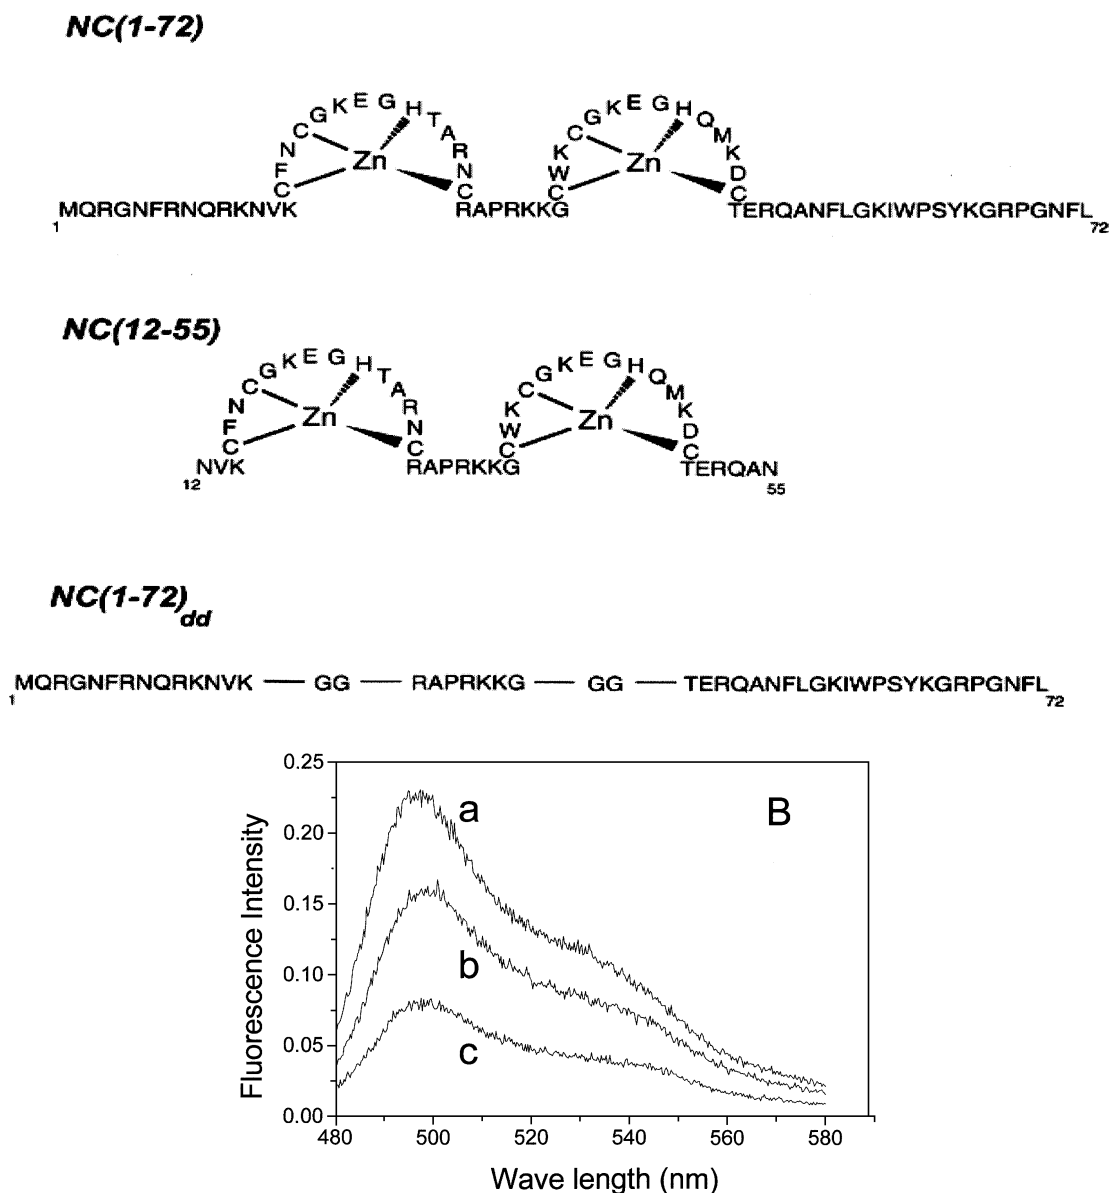 NC(1-72)
C F N C G K E G H T A R N C
Zn
C W K C G K E G H Q M K D C
Zn
MQRGNFRNQRKNVK RAPRKKG TERQANFLGKIWPSYKGRPGNFL
1 72
NC(12-55)
C F N C G K E G H T A R N C
Zn
C W K C G K E G H Q M K D C
Zn
NVK RAPRKKG TERQAN
12 55
NC(1-72)dd
MQRGNFRNQRKNVK — GG — RAPRKKG — GG — TERQANFLGKIWPSYKGRPGNFL
1 72
B
a
b
c
Fluorescence Intensity
0.25
0.20
0.15
0.10
0.05
0.00
480 500 520 540 560 580
Wave length (nm)